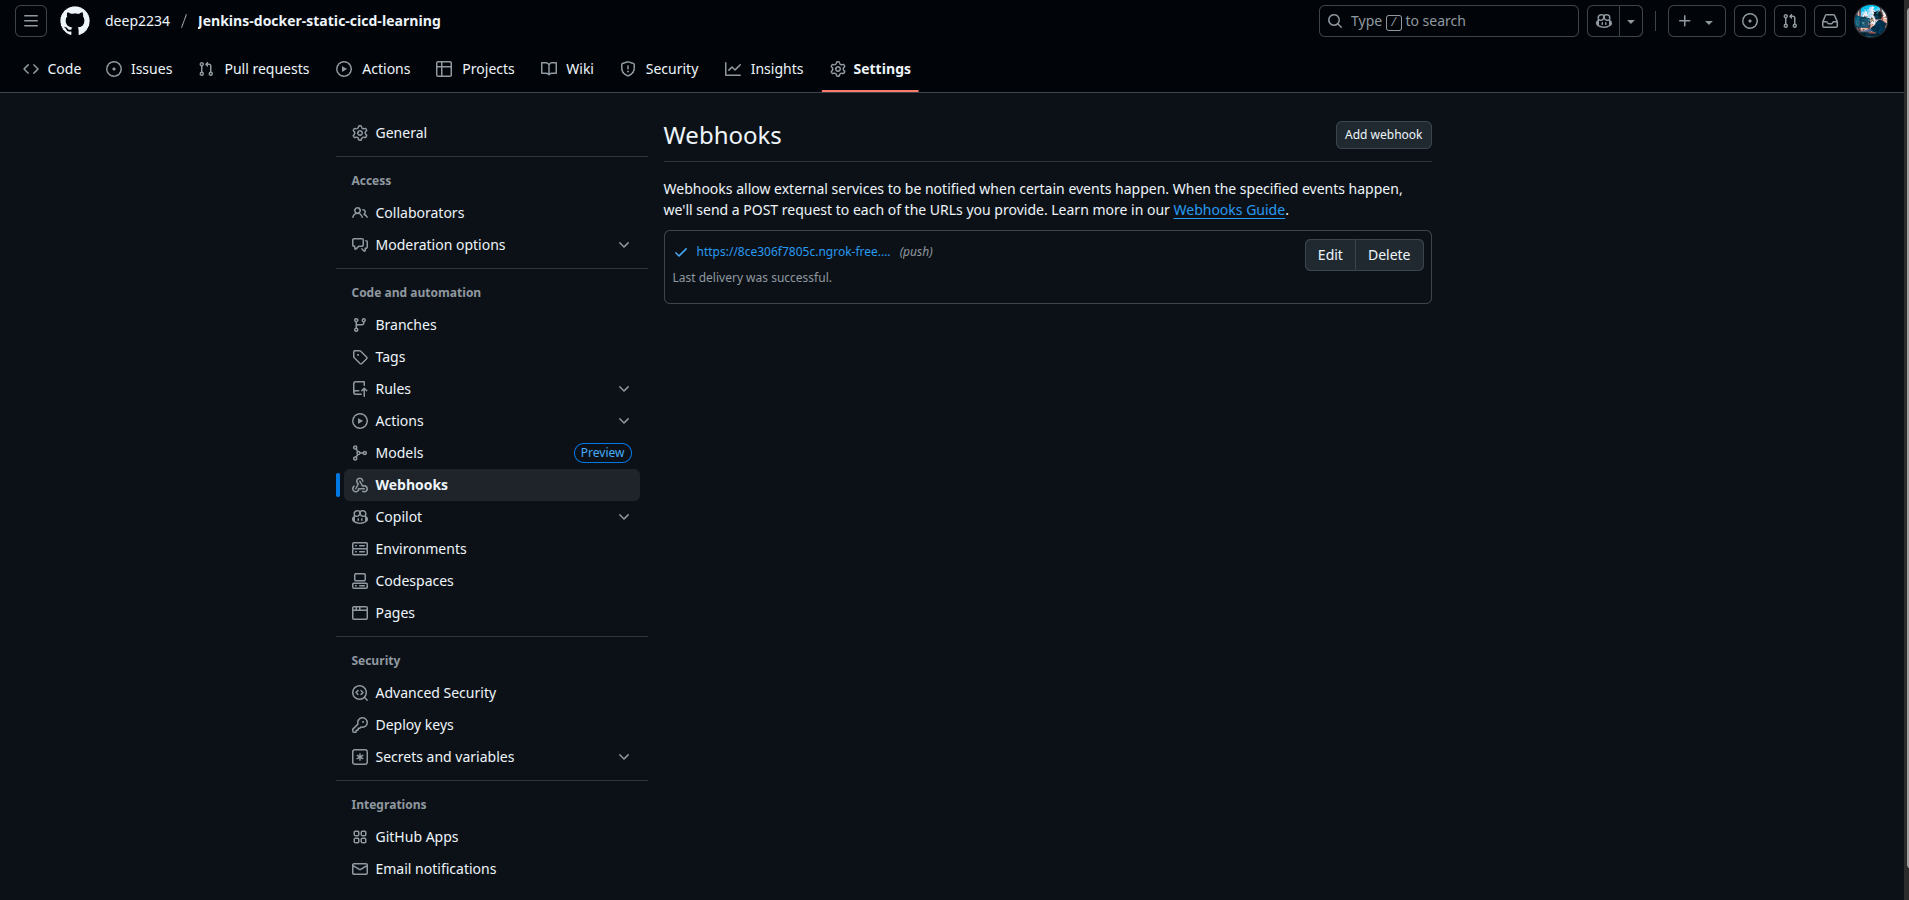 deep2234 / Jenkins-docker-static-cicd-learning
Type / to search
Code Issues Pull requests Actions Projects Wiki Security Insights Settings
General
Access
Collaborators
Moderation options
Code and automation
Branches
Tags
Rules
Actions
Models Preview
Webhooks
Copilot
Environments
Codespaces
Pages
Security
Advanced Security
Deploy keys
Secrets and variables
Integrations
GitHub Apps
Email notifications
Webhooks
Add webhook
Webhooks allow external services to be notified when certain events happen. When the specified events happen,
we'll send a POST request to each of the URLs you provide. Learn more in our Webhooks Guide.
https://8ce306f7805c.ngrok-free.... (push)
Edit Delete
Last delivery was successful.